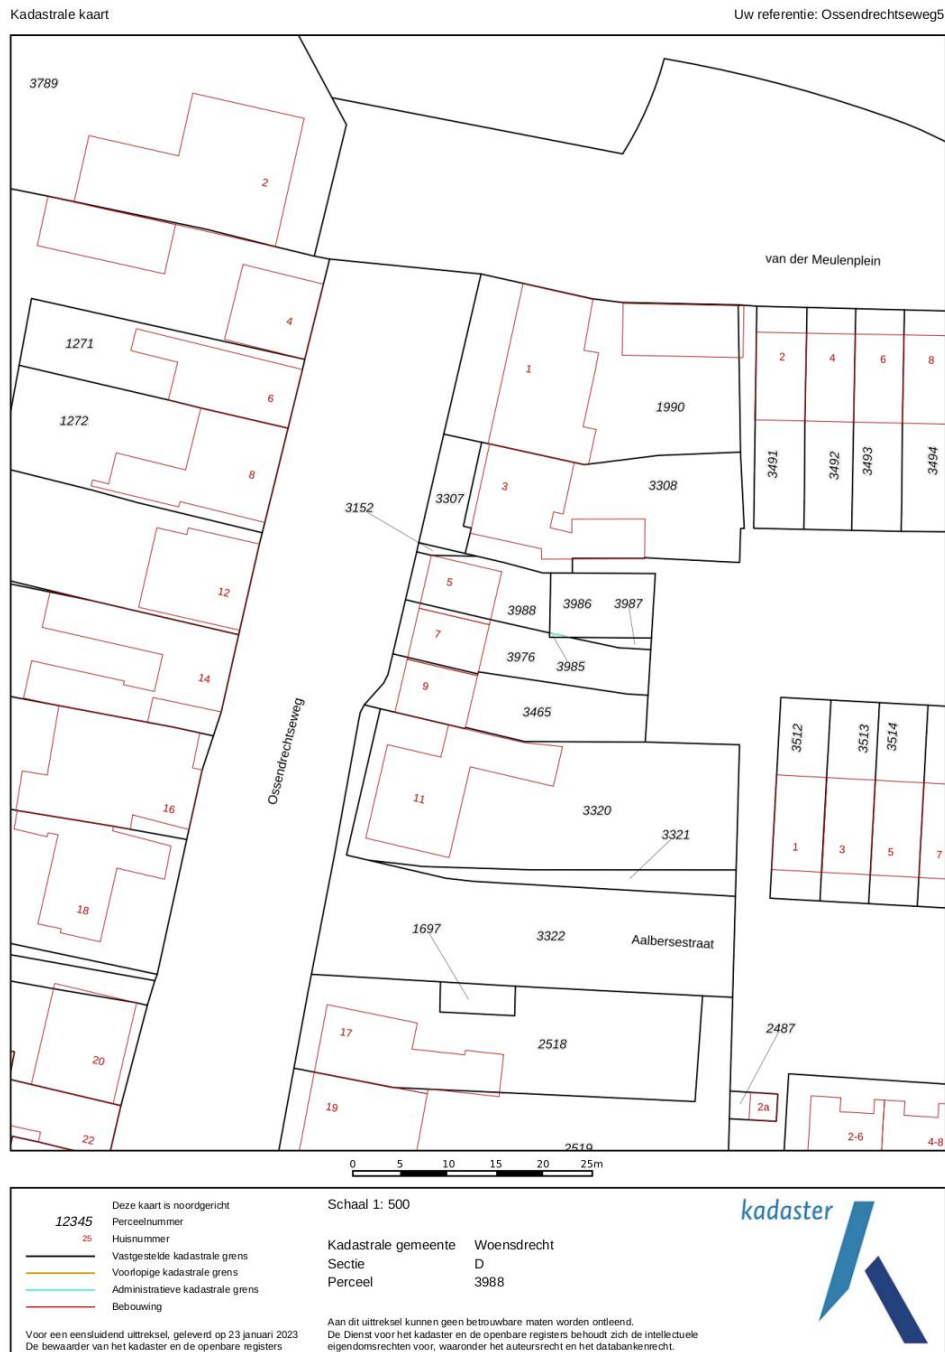 Kadastrale kaart Uw referentie: Ossendrechtseweg5
3789
2
van der Meulenplein
4
1271
2 4 6 8
1
6
1990
1272
3491 3492 3493 3494
8
3 3308
3307
3152
5
12
3988 3986 3987
7
3976 3985
14
9
3465
3512 3513 3514
Ossendrechtseweg
11
16
3320
3321
1 3 5 7
18
1697 3322 Aalbersestraat
2487
17
2518
20
19 2a
22
2-6 4-8
2519
0 5 10 15 20 25m
Deze kaart is noordgericht
12345 Perceelnummer
25 Huisnummer
Vastgestelde kadastrale grens
Voorlopige kadastrale grens
Administratieve kadastrale grens
Bebouwing
Voor een eensluidend uittreksel, geleverd op 23 januari 2023
De bewaarder van het kadaster en de openbare registers
Schaal 1: 500
Kadastrale gemeente Woensdrecht
Sectie D
Perceel 3988
Aan dit uittreksel kunnen geen betrouwbare maten worden ontleend.
De Dienst voor het kadaster en de openbare registers behoudt zich de intellectuele
eigendomsrechten voor, waaronder het auteursrecht en het databankenrecht.
kadaster